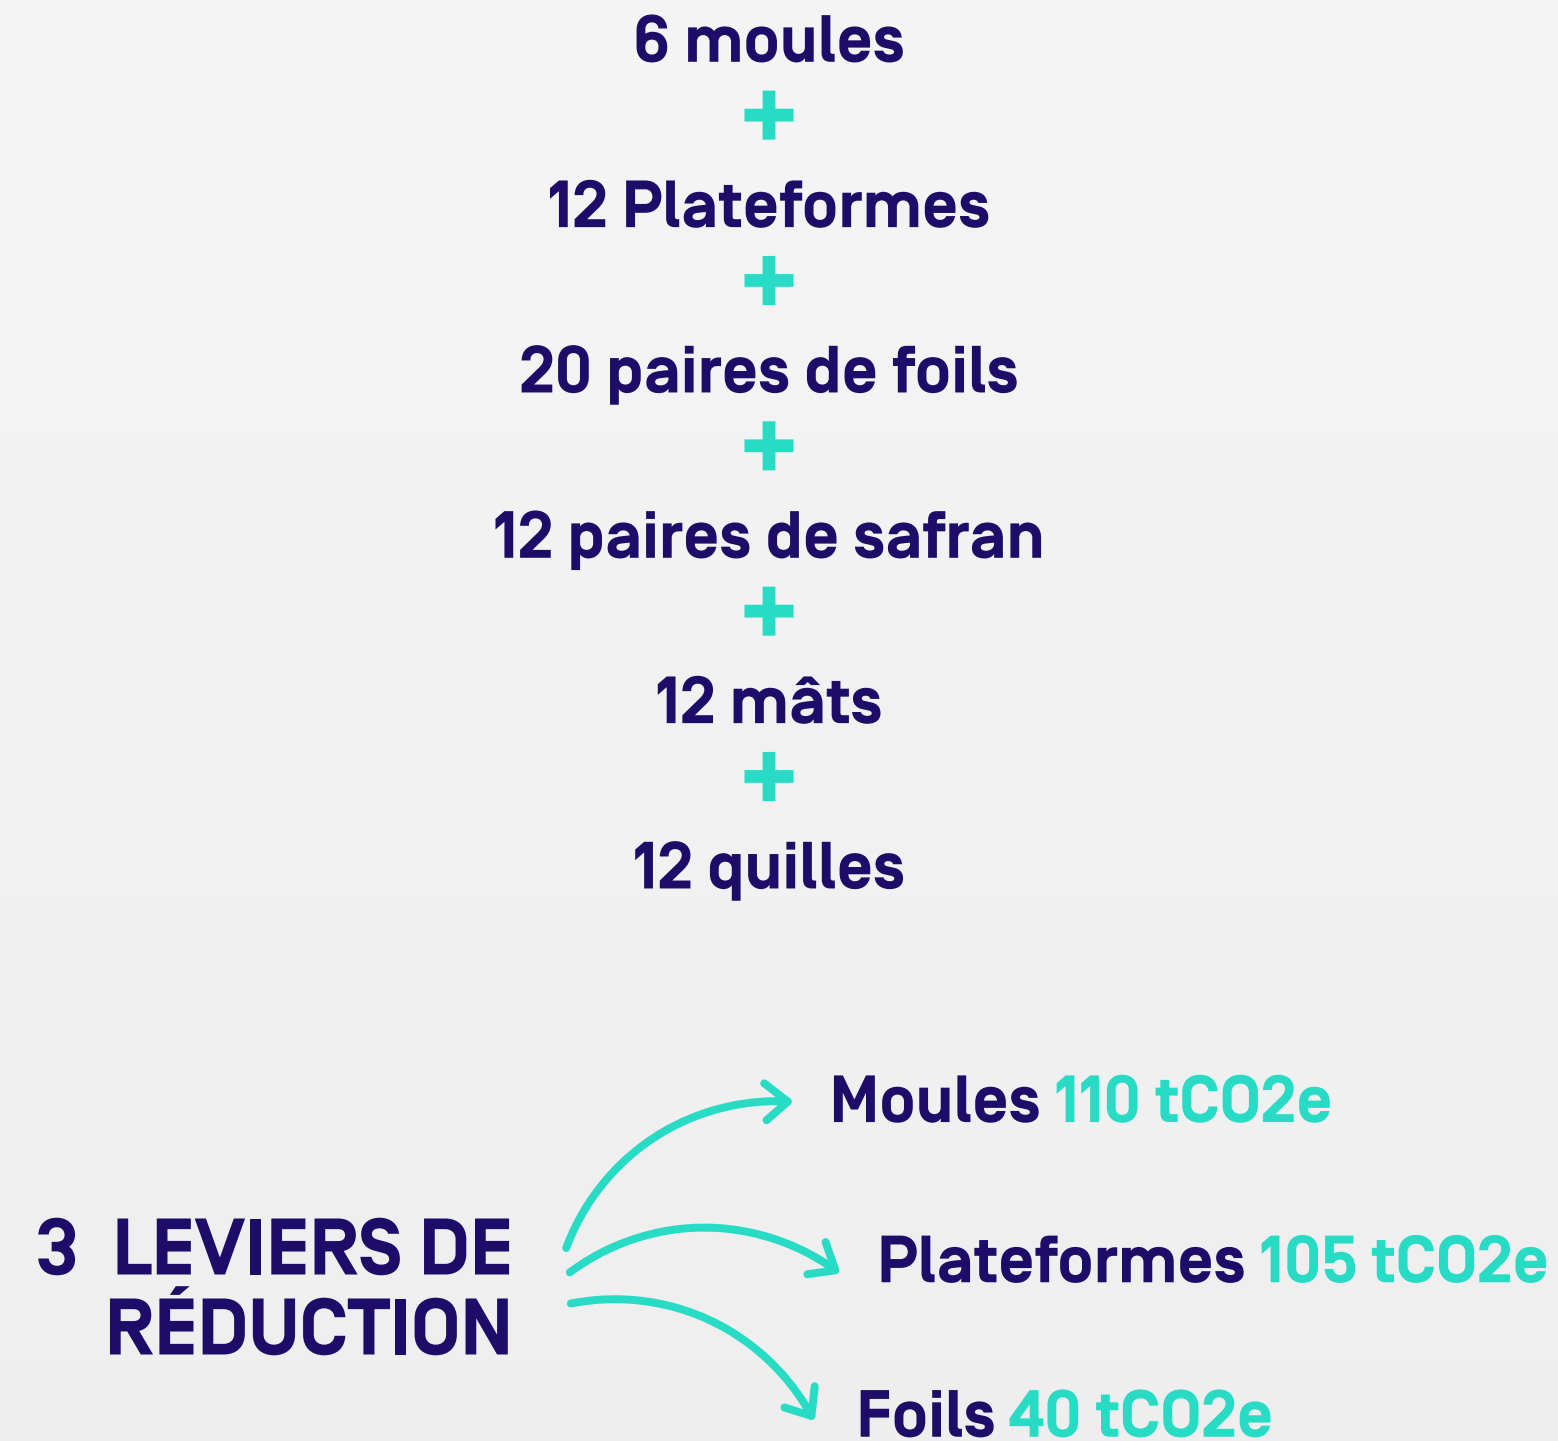 6 moules
+
12 Plateformes
+
20 paires de foils
+
12 paires de safran
+
12 mâts
+
12 quilles
3 LEVIERS DE
RÉDUCTION
Moules 110 tCO2e
Plateformes 105 tCO2e
Foils 40 tCO2e